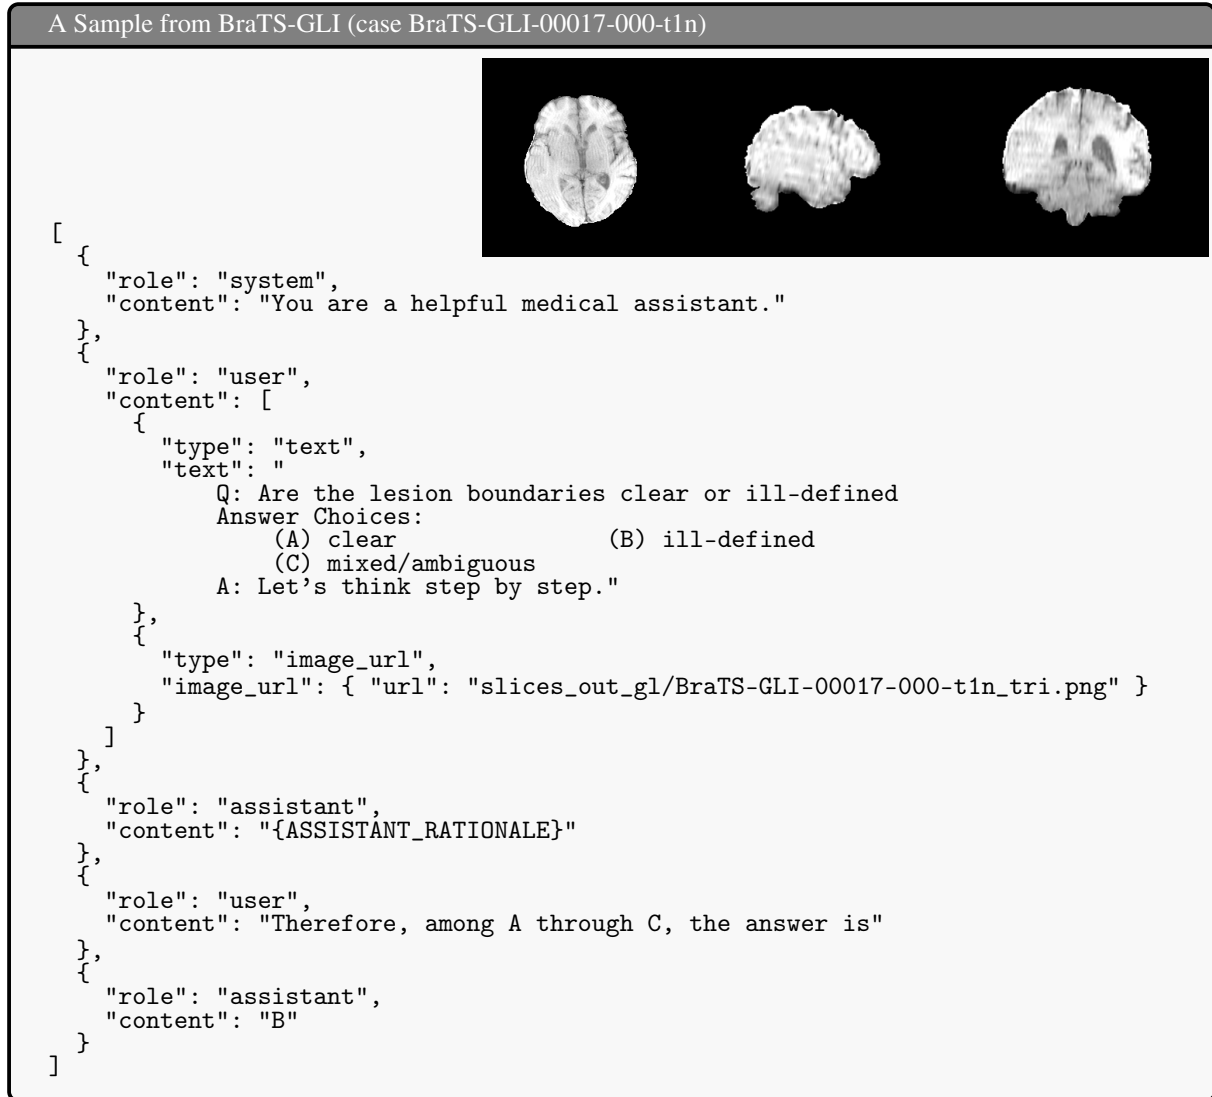 A Sample from BraTS-GLI (case BraTS-GLI-00017-000-t1n)
[
  {
    "role": "system",
    "content": "You are a helpful medical assistant."
  },
  {
    "role": "user",
    "content": [
      {
        "type": "text",
        "text": "
            Q: Are the lesion boundaries clear or ill-defined
            Answer Choices:
                (A) clear                (B) ill-defined
                (C) mixed/ambiguous
            A: Let's think step by step."
      },
      {
        "type": "image_url",
        "image_url": { "url": "slices_out_gl/BraTS-GLI-00017-000-t1n_tri.png" }
      }
    ]
  },
  {
    "role": "assistant",
    "content": "{ASSISTANT_RATIONALE}"
  },
  {
    "role": "user",
    "content": "Therefore, among A through C, the answer is"
  },
  {
    "role": "assistant",
    "content": "B"
  }
]